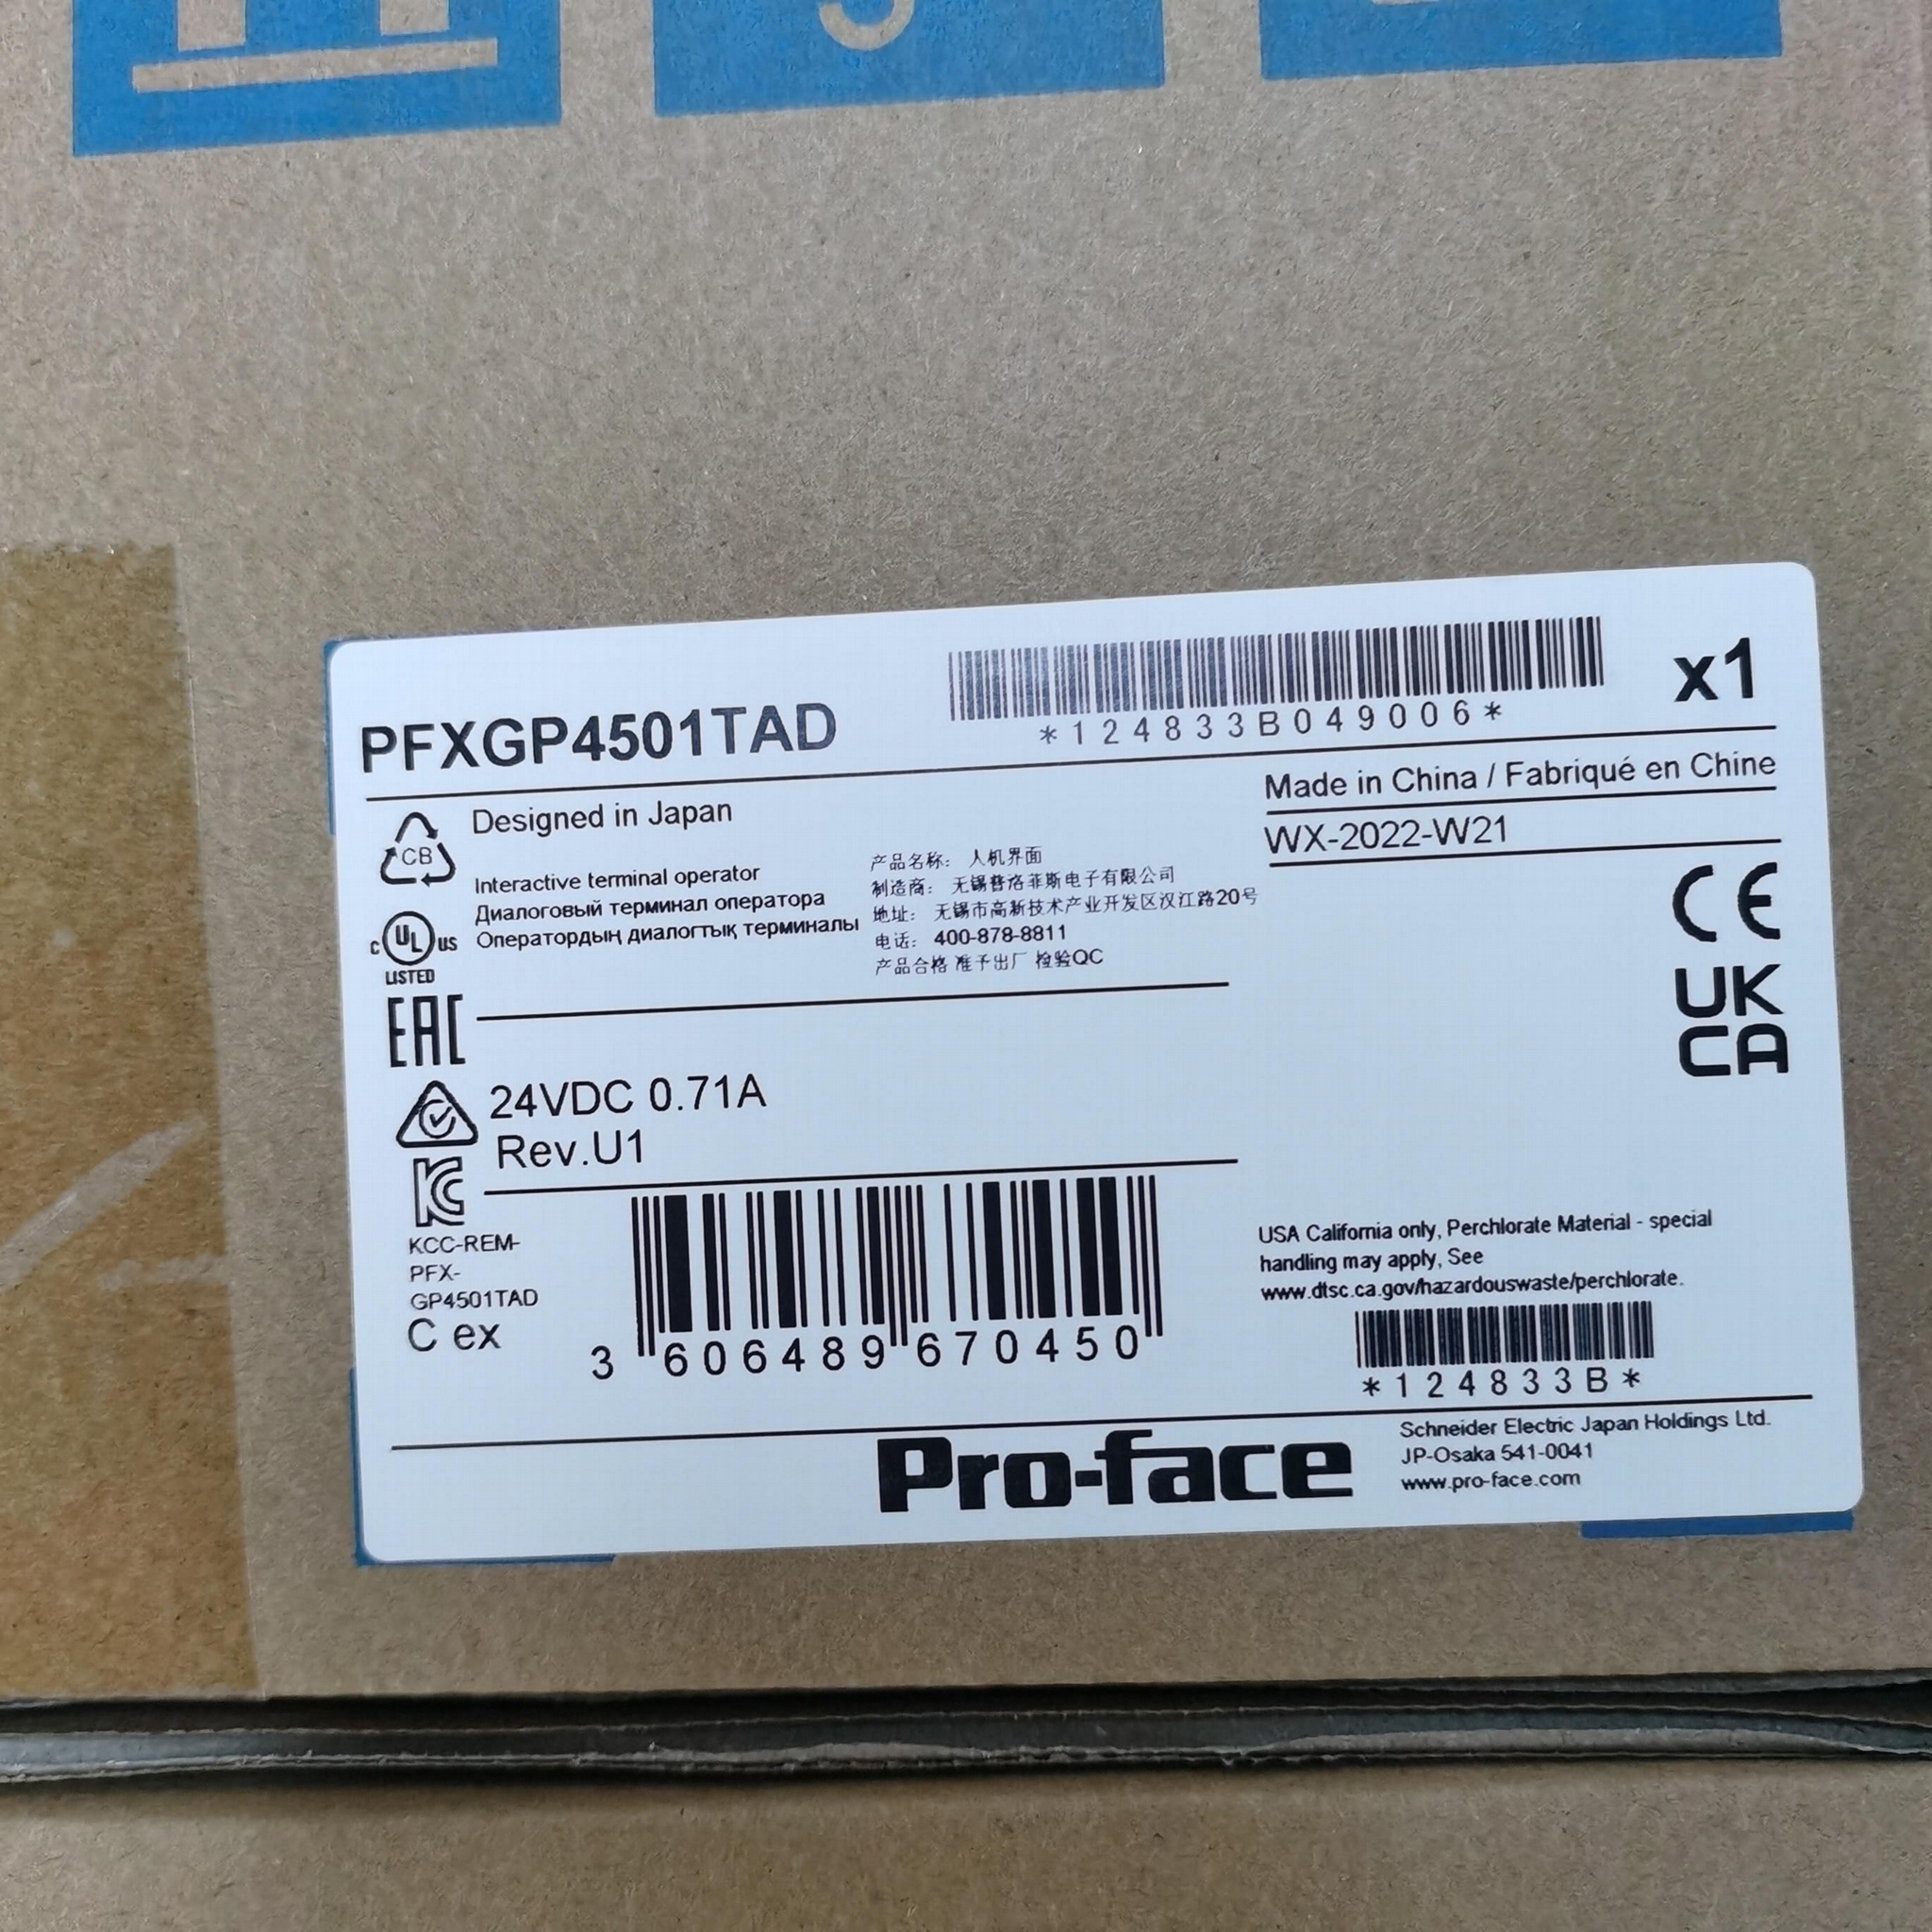 PFXGP4501TAD
*124833B049006*
x1
Designed in Japan
Made in China / Fabriqué en Chine
WX-2022-W21
CB
Interactive terminal operator
Диалоговый терминал оператора
Оператордың диалогтық терминалы
产品名称: 人机界面
制造商: 无锡普洛菲斯电子有限公司
地址: 无锡市高新技术产业开发区汉江路20号
电话: 400-878-8811
产品合格 准予出厂 检验QC
C UL US
LISTED
EAC
CE
UK
CA
24VDC 0.71A
Rev.U1
KC
KCC-REM-
PFX-
GP4501TAD
C ex
3 606489 670450
USA California only, Perchlorate Material - special
handling may apply, See
www.dtsc.ca.gov/hazardouswaste/perchlorate.
*124833B*
Pro-face
Schneider Electric Japan Holdings Ltd.
JP-Osaka 541-0041
www.pro-face.com